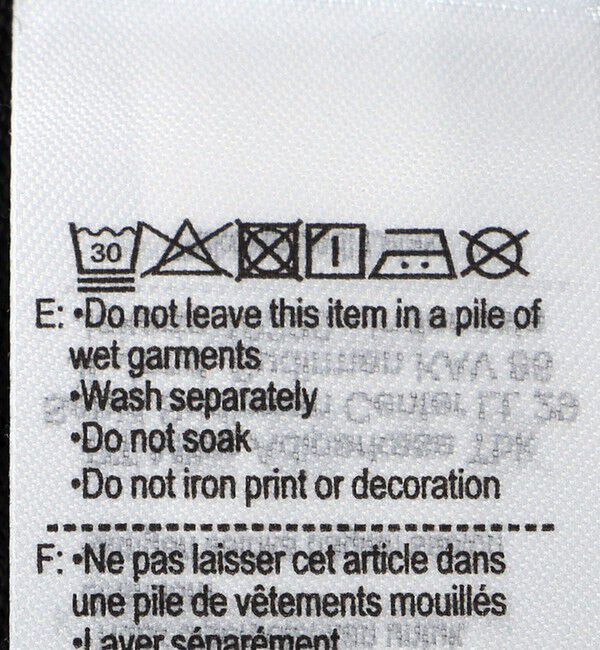 30
E: •Do not leave this item in a pile of
wet garments
•Wash separately
•Do not soak
•Do not iron print or decoration
F: •Ne pas laisser cet article dans
une pile de vêtements mouillés
•Laver séparément